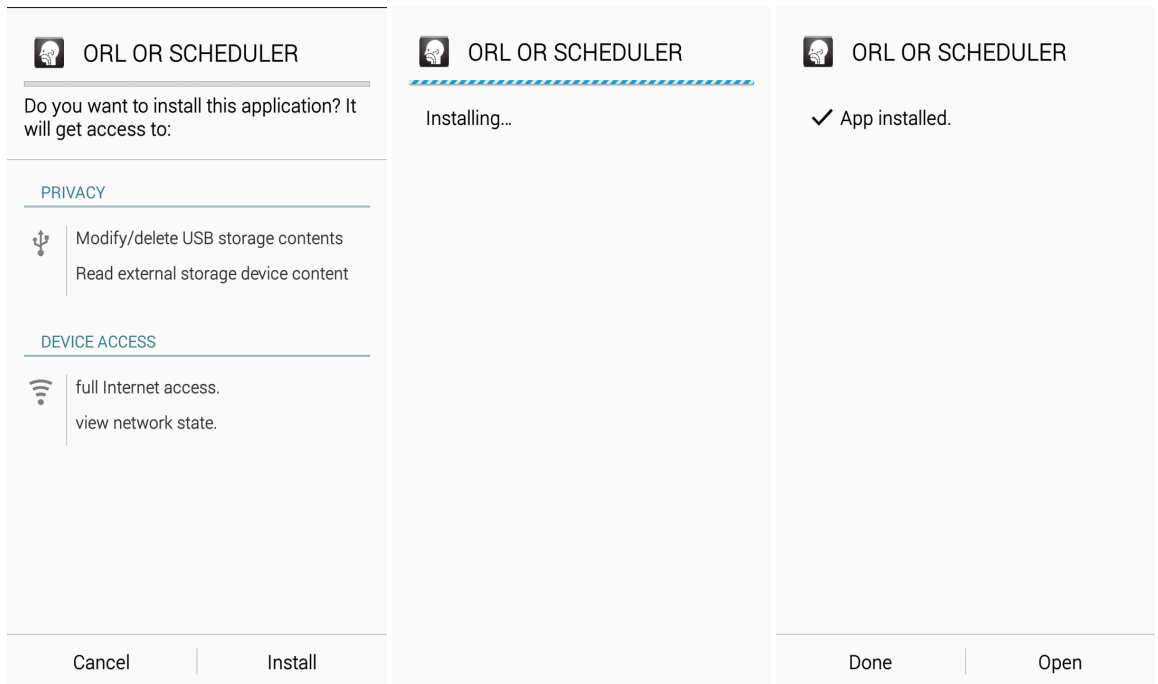 ORL OR SCHEDULER
Do you want to install this application? It
will get access to:
PRIVACY
Modify/delete USB storage contents
Read external storage device content
DEVICE ACCESS
full Internet access.
view network state.
Cancel
Install
ORL OR SCHEDULER
Installing...
ORL OR SCHEDULER
App installed.
Done
Open